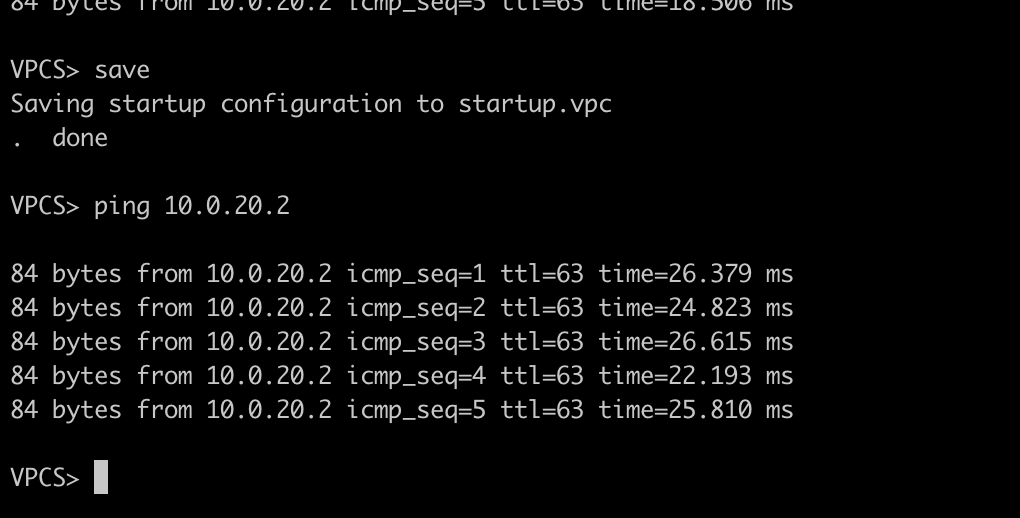 84 bytes from 10.0.20.2 icmp_seq=5 ttl=63 time=18.506 ms
VPCS> save
Saving startup configuration to startup.vpc
.  done
VPCS> ping 10.0.20.2
84 bytes from 10.0.20.2 icmp_seq=1 ttl=63 time=26.379 ms
84 bytes from 10.0.20.2 icmp_seq=2 ttl=63 time=24.823 ms
84 bytes from 10.0.20.2 icmp_seq=3 ttl=63 time=26.615 ms
84 bytes from 10.0.20.2 icmp_seq=4 ttl=63 time=22.193 ms
84 bytes from 10.0.20.2 icmp_seq=5 ttl=63 time=25.810 ms
VPCS>